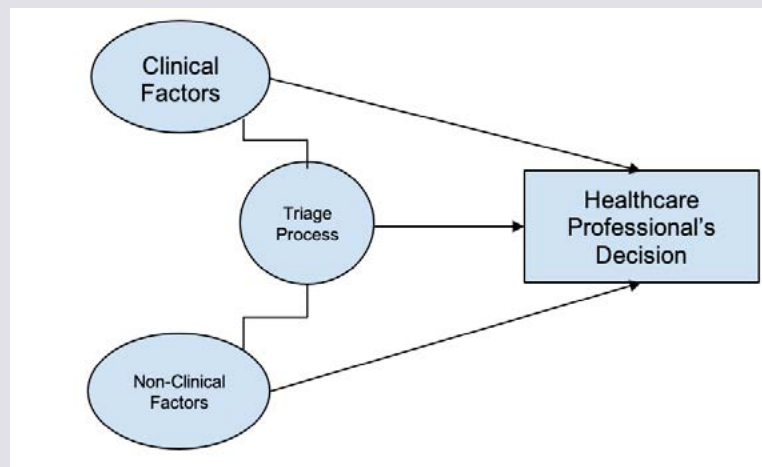 Clinical
Factors
Triage
Process
Healthcare
Professional's
Decision
Non-Clinical
Factors